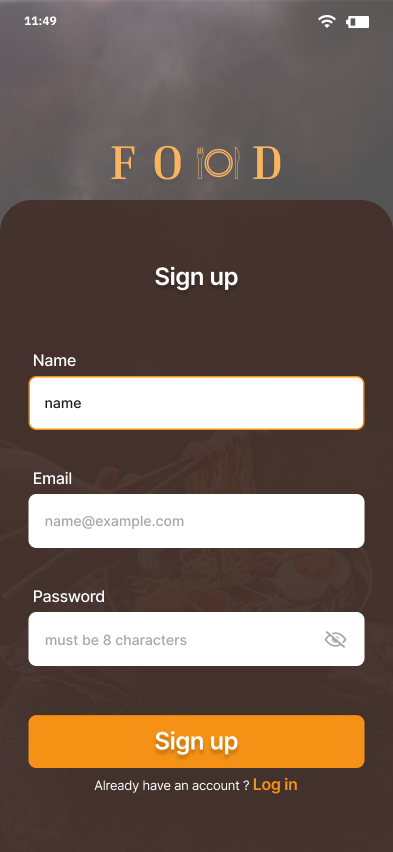 11:49
FOOD
Sign up
Name
name
Email
name@example.com
Password
must be 8 characters
Sign up
Already have an account ? Log in